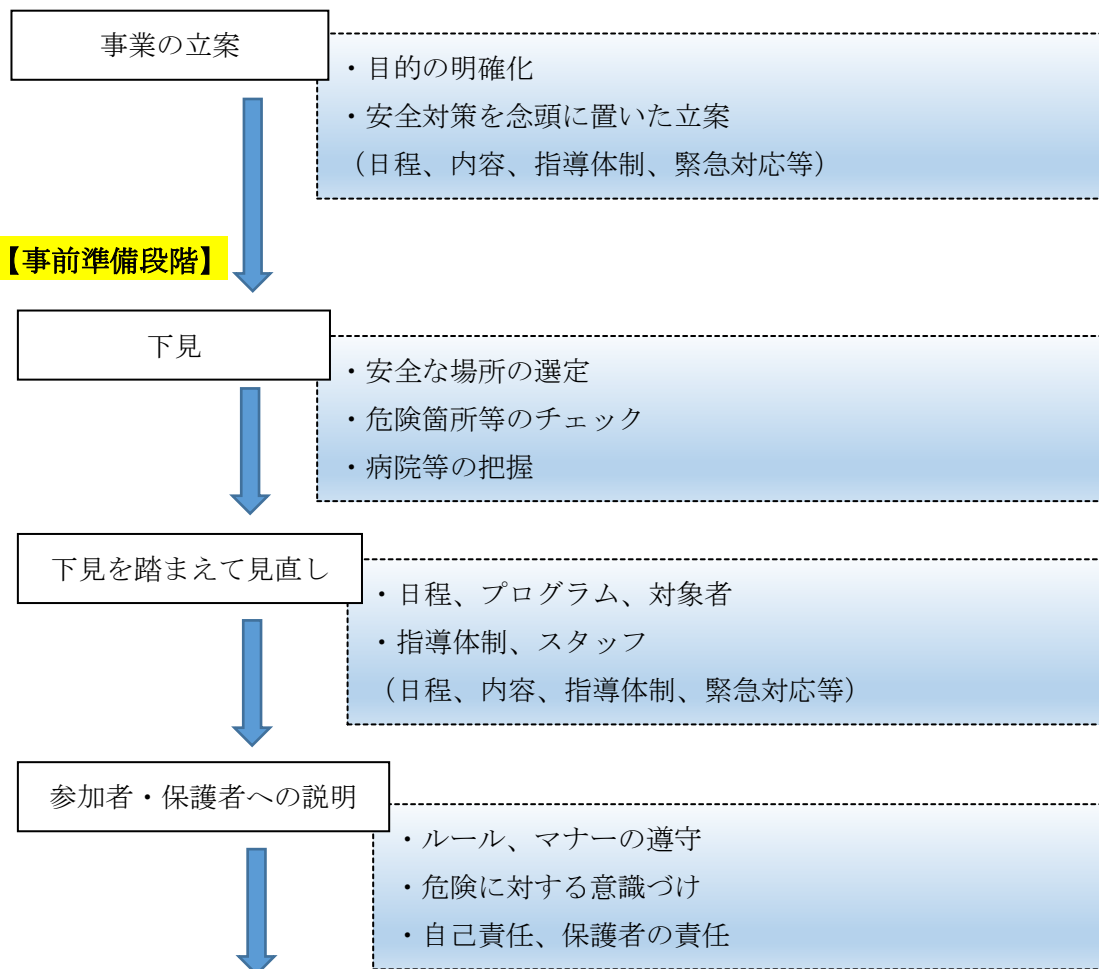 事業の立案
・目的の明確化
・安全対策を念頭に置いた立案
（日程、内容、指導体制、緊急対応等）
【事前準備段階】
下見
・安全な場所の選定
・危険箇所等のチェック
・病院等の把握
下見を踏まえて見直し
・日程、プログラム、対象者
・指導体制、スタッフ
（日程、内容、指導体制、緊急対応等）
参加者・保護者への説明
・ルール、マナーの遵守
・危険に対する意識づけ
・自己責任、保護者の責任